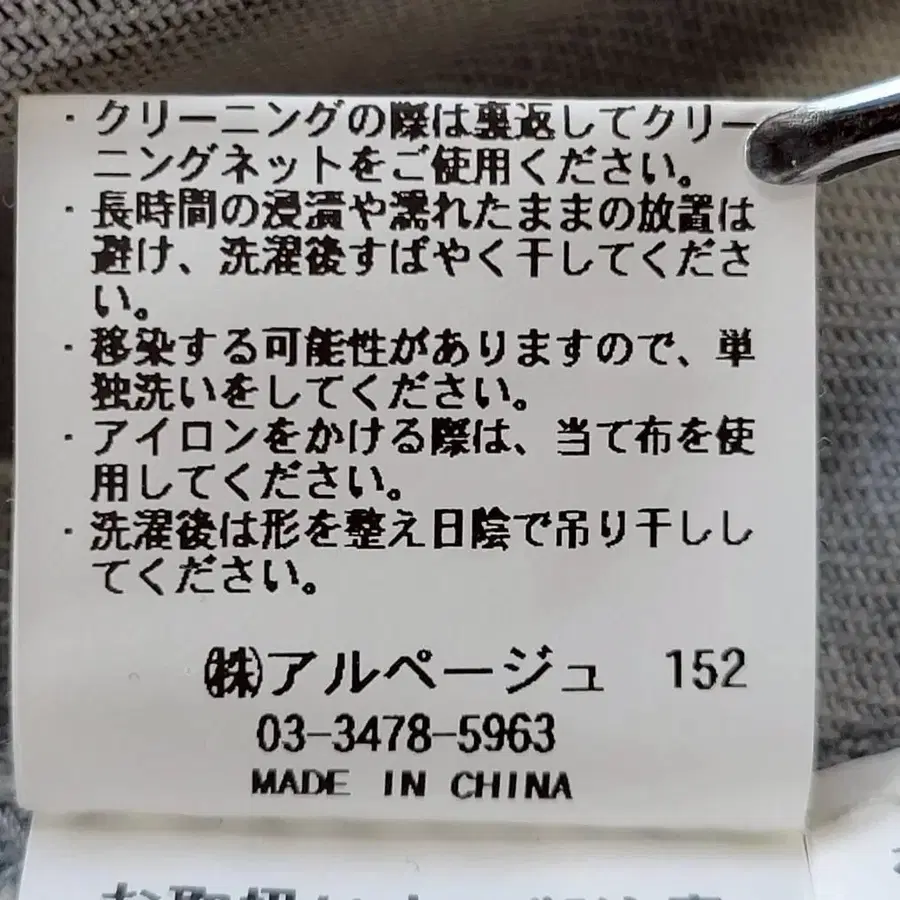 ・クリーニングの際は裏返してクリー
ニングネットをご使用ください。
・長時間の浸漬や濡れたままの放置は
避け、洗濯後すばやく干してくださ
い。
・移染する可能性がありますので、単
独洗いをしてください。
・アイロンをかける際は、当て布を使
用してください。
・洗濯後は形を整え日陰で吊り干しし
てください。
㈱アルページュ 152
03-3478-5963
MADE IN CHINA